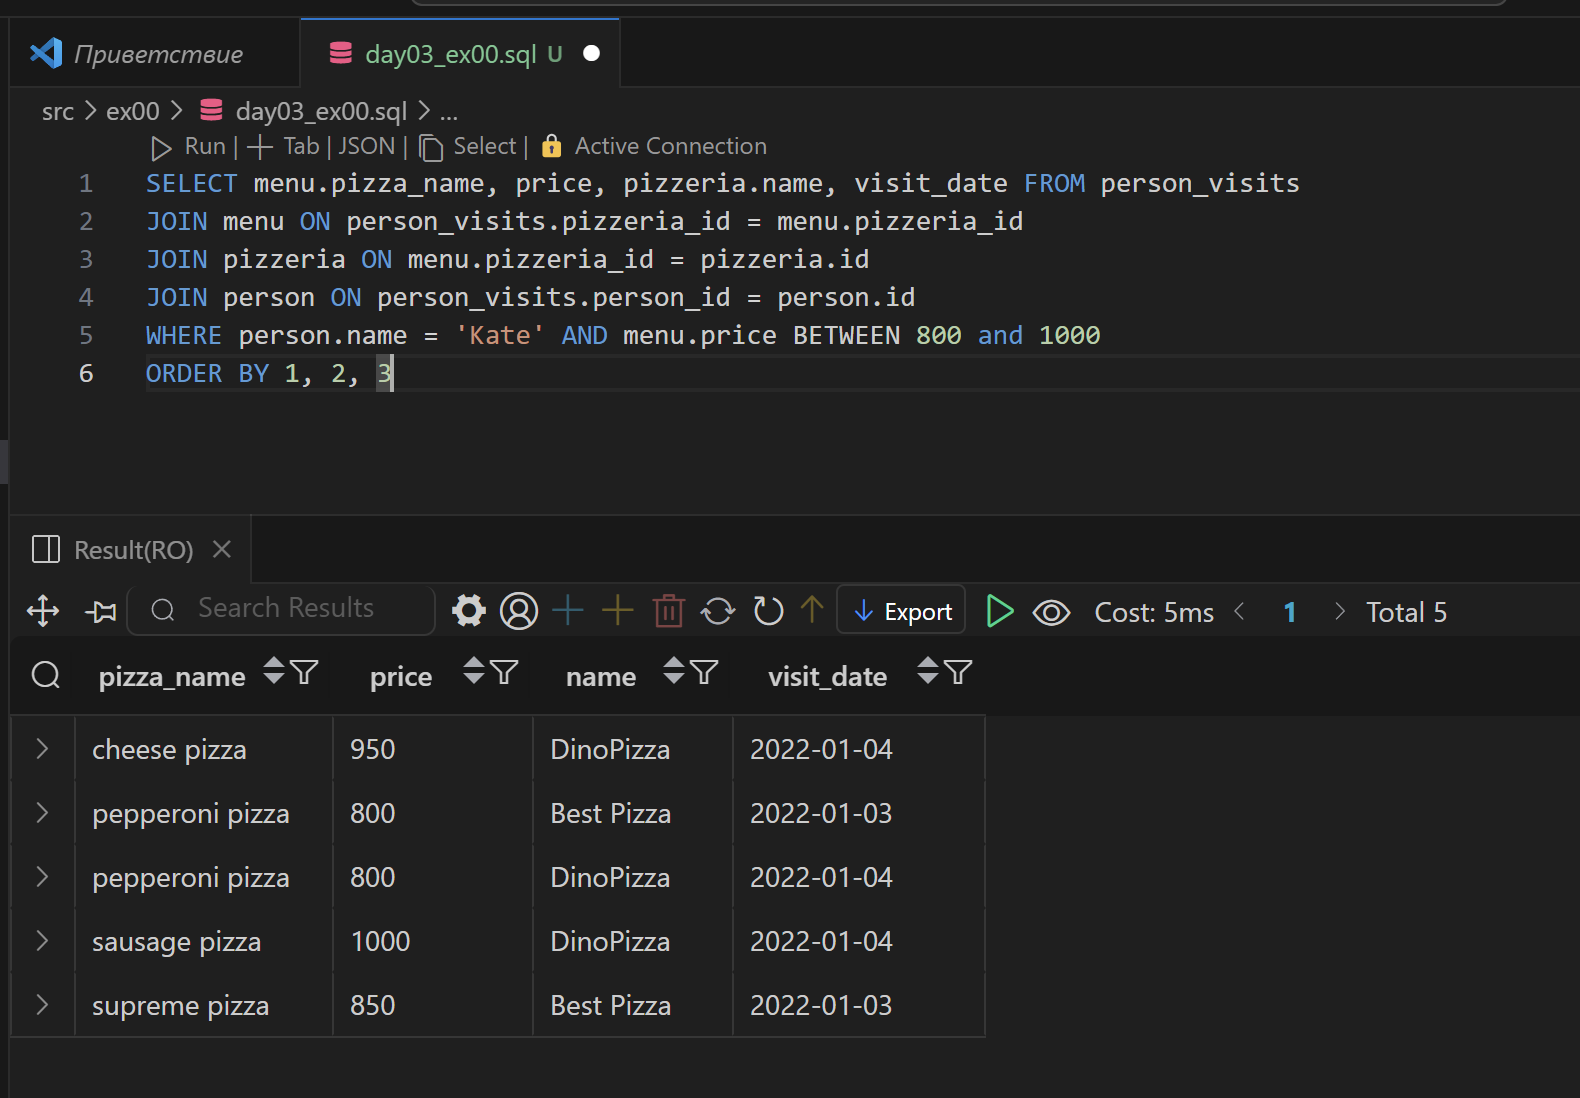 Приветствие
day03_ex00.sql U
src > ex00 > day03_ex00.sql > ...
Run | + Tab | JSON | Select | Active Connection
1 SELECT menu.pizza_name, price, pizzeria.name, visit_date FROM person_visits
2 JOIN menu ON person_visits.pizzeria_id = menu.pizzeria_id
3 JOIN pizzeria ON menu.pizzeria_id = pizzeria.id
4 JOIN person ON person_visits.person_id = person.id
5 WHERE person.name = 'Kate' AND menu.price BETWEEN 800 and 1000
6 ORDER BY 1, 2, 3
Result(RO)
Search Results
Export
Cost: 5ms < 1 > Total 5
pizza_name price name visit_date
cheese pizza 950 DinoPizza 2022-01-04
pepperoni pizza 800 Best Pizza 2022-01-03
pepperoni pizza 800 DinoPizza 2022-01-04
sausage pizza 1000 DinoPizza 2022-01-04
supreme pizza 850 Best Pizza 2022-01-03